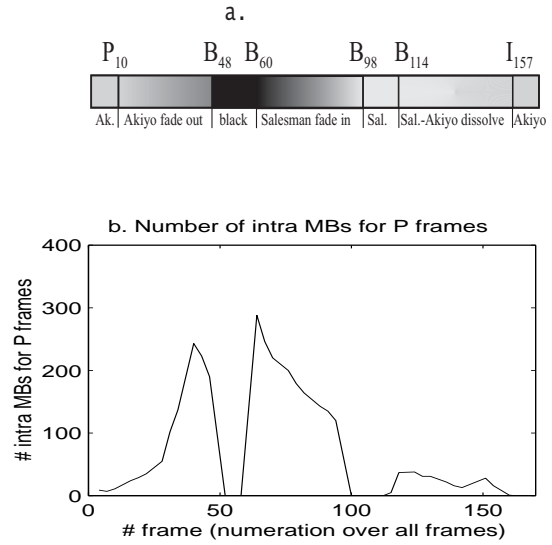 a.
P10 B48 B60 B98 B114 I157
Ak. Akiyo fade out black Salesman fade in Sal. Sal.-Akiyo dissolve Akiyo
b. Number of intra MBs for P frames
# intra MBs for P frames
400
300
200
100
0
0 50 100 150
# frame (numeration over all frames)